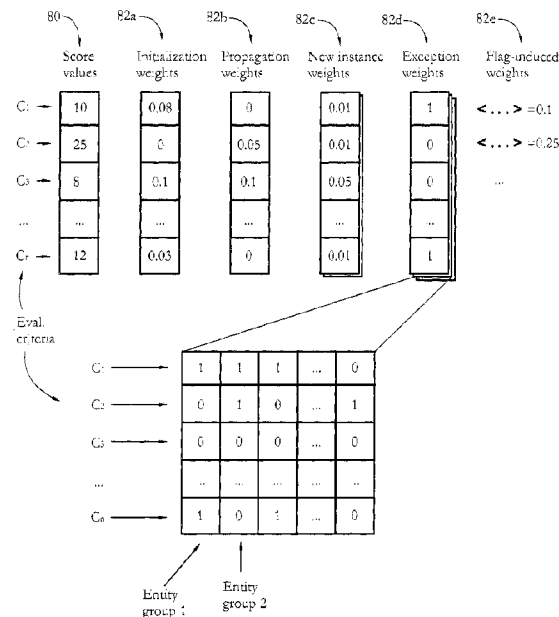 80 82a 82b 82c 82d 82e
Score values Initialization weights Propagation weights New instance weights Exception weights Flag-induced weights
C1 10 0.08 0 0.01 1 <...> =0.1
C2 25 0 0.05 0.01 0 <...> =0.25
C3 8 0.1 0.1 0.05 0 ...
... ... ... ... ... ...
Cn 12 0.03 0 0.01 1
Eval. criteria
C1 1 1 1 ... 0
C2 0 1 0 ... 1
C3 0 0 0 ... 0
... ... ... ... ... ...
Cn 1 0 1 ... 0
Entity group 1
Entity group 2